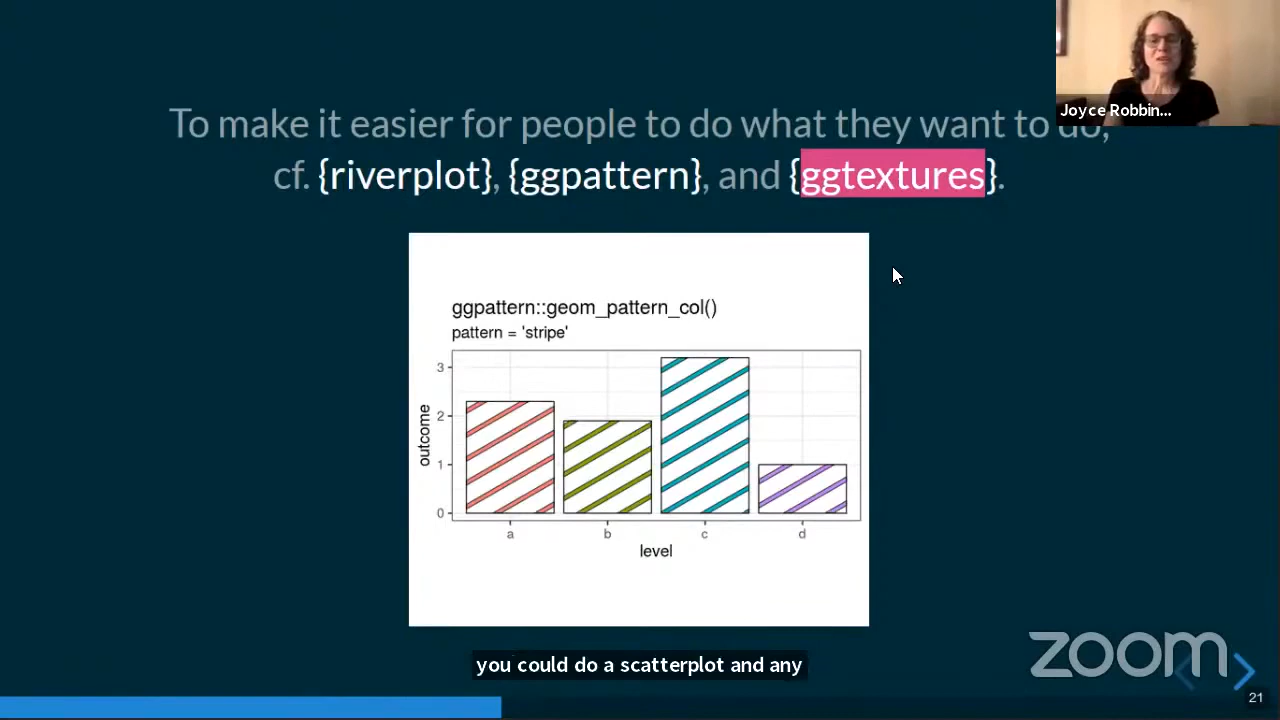 To make it easier for people to do what they want to do,
cf. {riverplot}, {ggpattern}, and {ggtextures}.
Joyce Robbin...
ggpattern::geom_pattern_col()
pattern = 'stripe'
3
2
1
0
outcome
a b c d
level
you could do a scatterplot and any
zoom
21